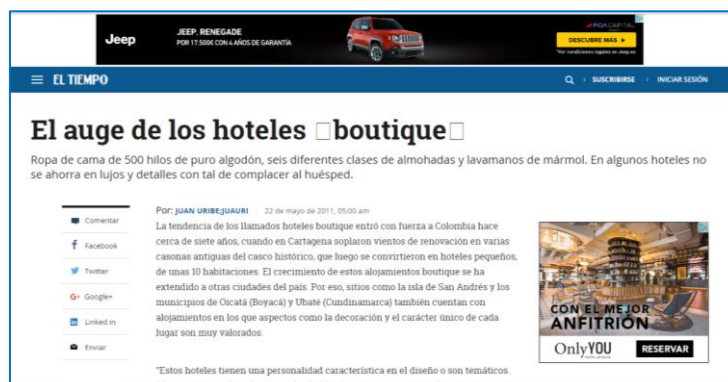 Jeep
JEEP, RENEGADE
POR 17.500€ CON 4 AÑOS DE GARANTÍA
DESCUBRE MÁS ►
*Ver condiciones legales en Jeep.es
EL TIEMPO
SUSCRIBIRSE
INICIAR SESIÓN
El auge de los hoteles □boutique□
Ropa de cama de 500 hilos de puro algodón, seis diferentes clases de almohadas y lavamanos de mármol. En algunos hoteles no
se ahorra en lujos y detalles con tal de complacer al huésped.
Comentar
Facebook
Twitter
Google+
Linked in
Enviar
Por: JUAN URIBE;JUAURI
22 de mayo de 2011, 05:00 am
La tendencia de los llamados hoteles boutique entró con fuerza a Colombia hace
cerca de siete años, cuando en Cartagena soplaron vientos de renovación en varias
casonas antiguas del casco histórico, que luego se convirtieron en hoteles pequeños,
de unas 10 habitaciones. El crecimiento de estos alojamientos boutique se ha
extendido a otras ciudades del país. Por eso, sitios como la isla de San Andrés y los
municipios de Oicatá (Boyacá) y Ubaté (Cundinamarca) también cuentan con
alojamientos en los que aspectos como la decoración y el carácter único de cada
lugar son muy valorados.
"Estos hoteles tienen una personalidad característica en el diseño o son temáticos.
CON EL MEJOR
ANFITRIÓN
OnlyYOU
RESERVAR